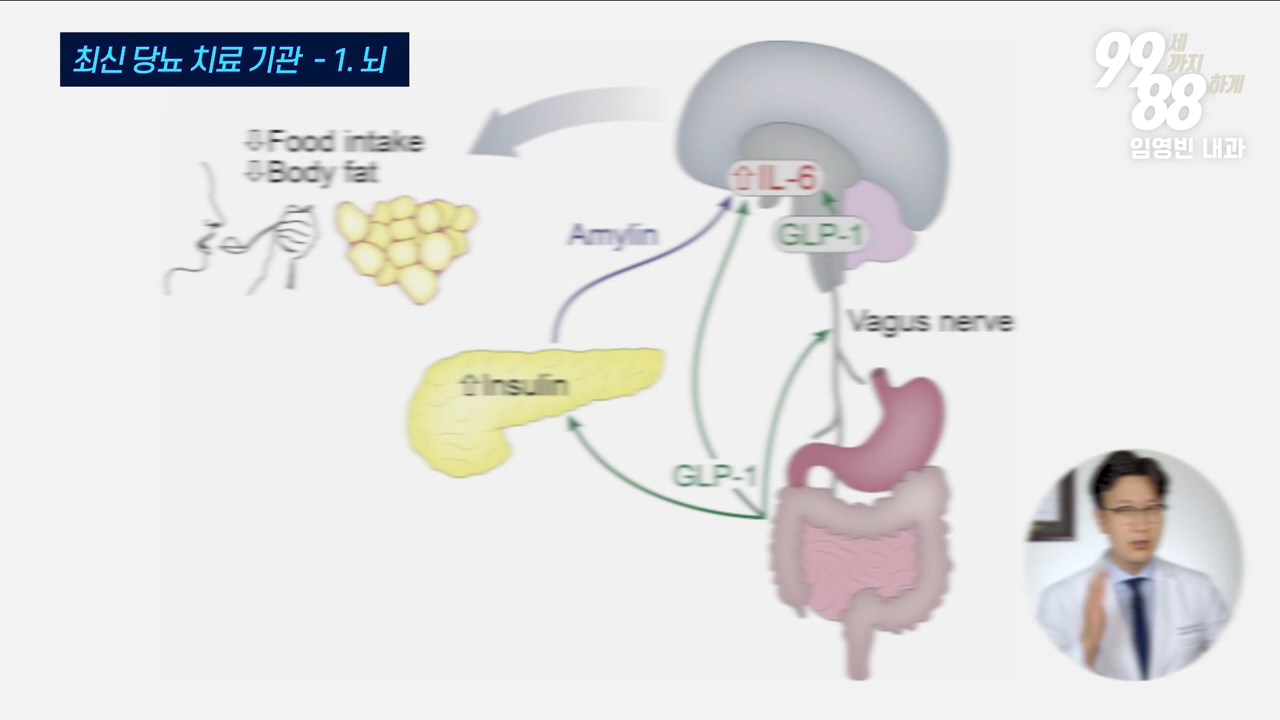 최신 당뇨 치료 기관 - 1. 뇌
99세까지
88하게
임영빈 내과
⇩Food intake
⇩Body fat
⇧IL-6
GLP-1
Amylin
Vagus nerve
⇧Insulin
GLP-1